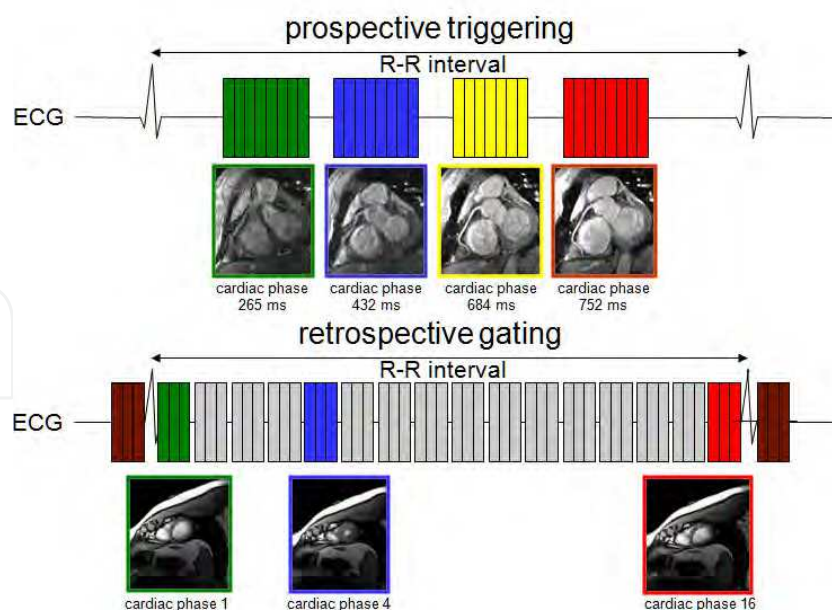 prospective triggering
R-R interval
ECG
cardiac phase
265 ms
cardiac phase
432 ms
cardiac phase
684 ms
cardiac phase
752 ms
retrospective gating
R-R interval
ECG
cardiac phase 1
cardiac phase 4
cardiac phase 16